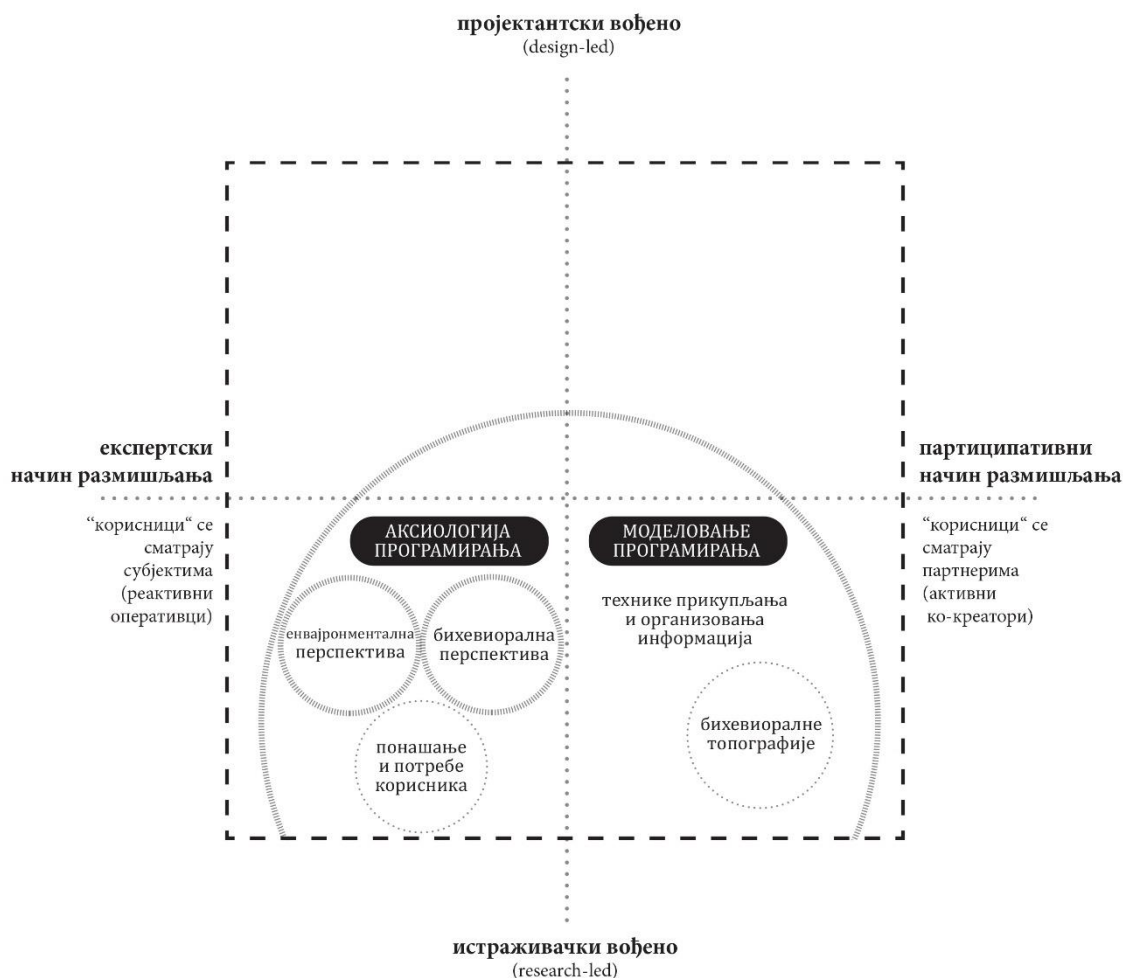 пројектантски вођено
(design-led)
експертски
начин размишљања
“корисници“ се
сматрају
субјектима
(реактивни
оперативци)
партиципативни
начин размишљања
“корисници“ се
сматрају
партнерима
(активни
ко-креатори)
АКСИОЛОГИЈА
ПРОГРАМИРАЊА
МОДЕЛОВАЊЕ
ПРОГРАМИРАЊА
енвајронментална
перспектива
бихевиорална
перспектива
понашање
и потребе
корисника
технике прикупљања
и организовања
информација
бихевиоралне
топографије
истраживачки вођено
(research-led)